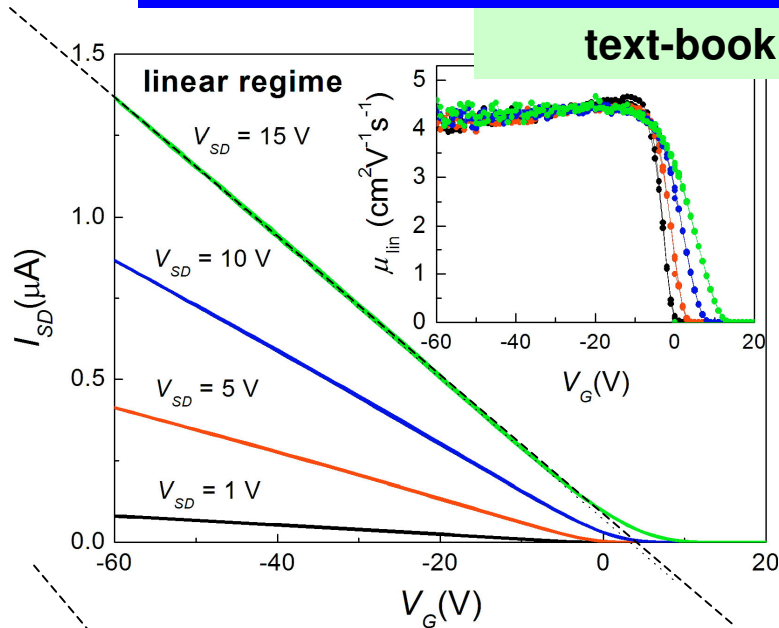 text-book
linear regime
V_SD = 15 V
V_SD = 10 V
V_SD = 5 V
V_SD = 1 V
I_SD(μA)
1.5
1.0
0.5
0.0
-60 -40 -20 0 20
V_G(V)
μ_lin (cm²V⁻¹s⁻¹)
5
4
3
2
1
0
-60 -40 -20 0 20
V_G(V)